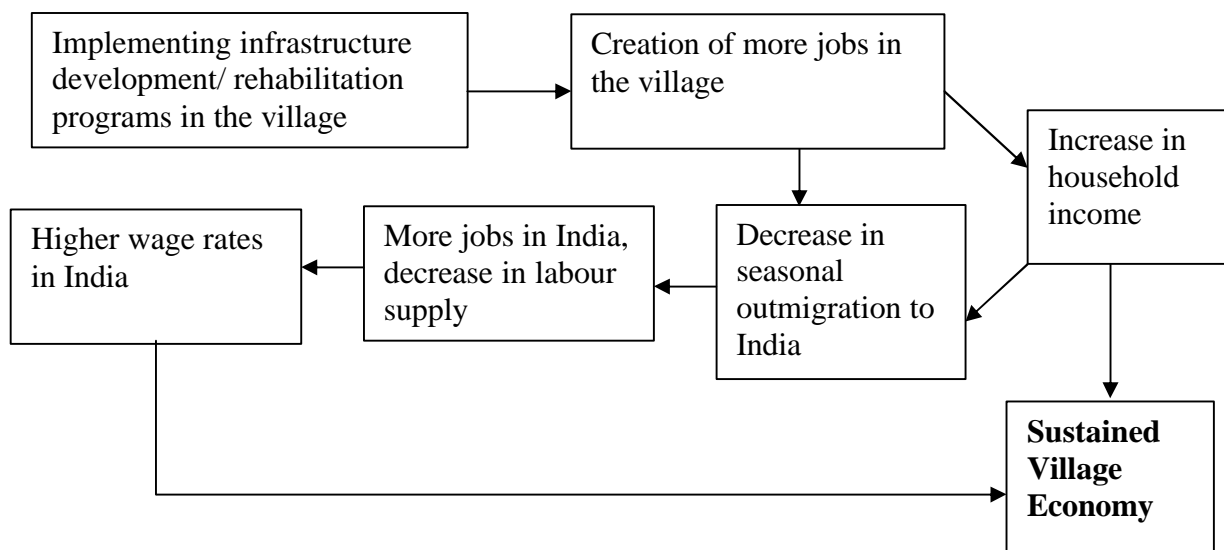 Implementing infrastructure
development/ rehabilitation
programs in the village
Creation of more jobs in
the village
Increase in
household
income
Higher wage rates
in India
More jobs in India,
decrease in labour
supply
Decrease in
seasonal
outmigration to
India
Sustained
Village
Economy